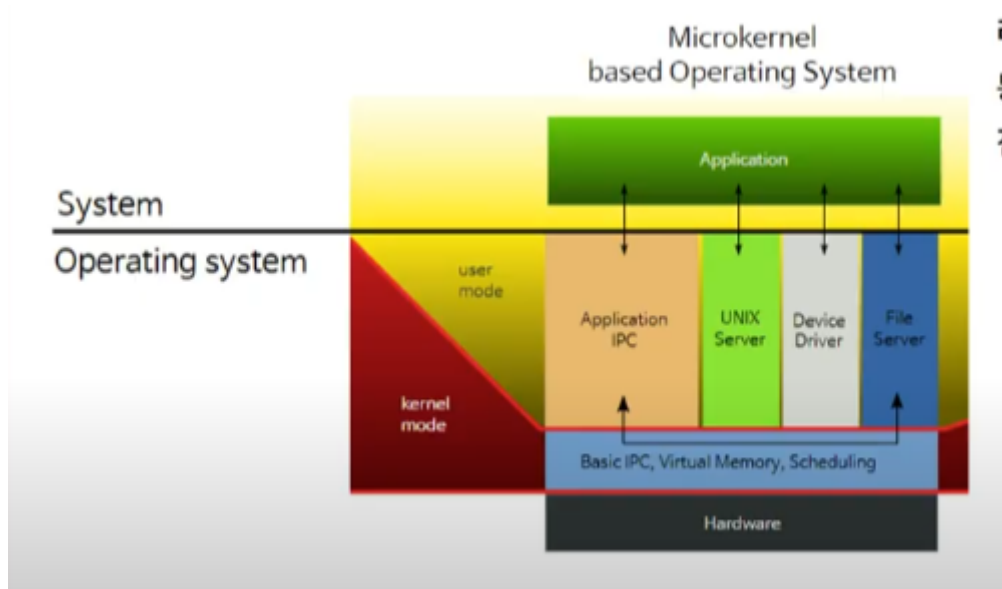 Microkernel
based Operating System
Application
System
Operating system
user
mode
Application
IPC
UNIX
Server
Device
Driver
File
Server
kernel
mode
Basic IPC, Virtual Memory, Scheduling
Hardware